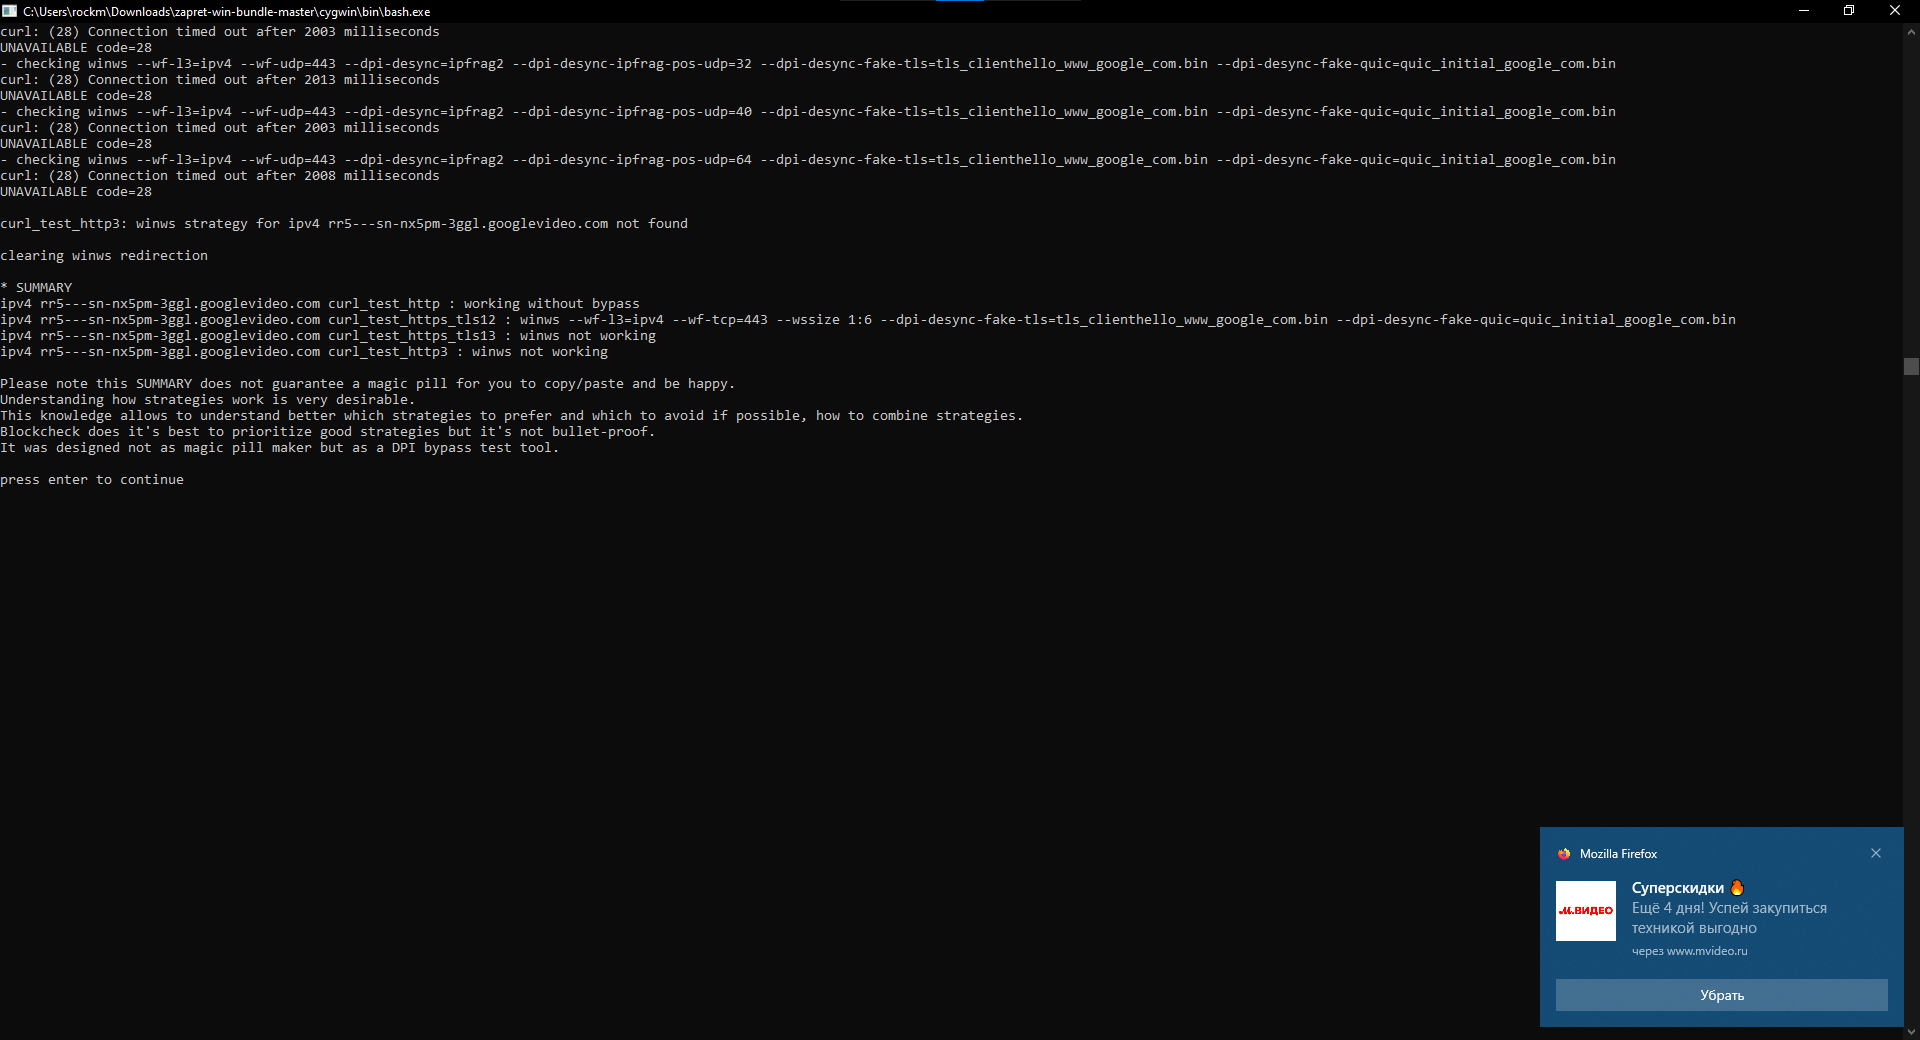 C:\Users\rockm\Downloads\zapret-win-bundle-master\cygwin\bin\bash.exe
curl: (28) Connection timed out after 2003 milliseconds
UNAVAILABLE code=28
- checking winws --wf-l3=ipv4 --wf-udp=443 --dpi-desync=ipfrag2 --dpi-desync-ipfrag-pos-udp=32 --dpi-desync-fake-tls=tls_clienthello_www_google_com.bin --dpi-desync-fake-quic=quic_initial_google_com.bin
curl: (28) Connection timed out after 2013 milliseconds
UNAVAILABLE code=28
- checking winws --wf-l3=ipv4 --wf-udp=443 --dpi-desync=ipfrag2 --dpi-desync-ipfrag-pos-udp=40 --dpi-desync-fake-tls=tls_clienthello_www_google_com.bin --dpi-desync-fake-quic=quic_initial_google_com.bin
curl: (28) Connection timed out after 2003 milliseconds
UNAVAILABLE code=28
- checking winws --wf-l3=ipv4 --wf-udp=443 --dpi-desync=ipfrag2 --dpi-desync-ipfrag-pos-udp=64 --dpi-desync-fake-tls=tls_clienthello_www_google_com.bin --dpi-desync-fake-quic=quic_initial_google_com.bin
curl: (28) Connection timed out after 2008 milliseconds
UNAVAILABLE code=28
curl_test_http3: winws strategy for ipv4 rr5---sn-nx5pm-3ggl.googlevideo.com not found
clearing winws redirection
* SUMMARY
ipv4 rr5---sn-nx5pm-3ggl.googlevideo.com curl_test_http : working without bypass
ipv4 rr5---sn-nx5pm-3ggl.googlevideo.com curl_test_https_tls12 : winws --wf-l3=ipv4 --wf-tcp=443 --wssize 1:6 --dpi-desync-fake-tls=tls_clienthello_www_google_com.bin --dpi-desync-fake-quic=quic_initial_google_com.bin
ipv4 rr5---sn-nx5pm-3ggl.googlevideo.com curl_test_https_tls13 : winws not working
ipv4 rr5---sn-nx5pm-3ggl.googlevideo.com curl_test_http3 : winws not working
Please note this SUMMARY does not guarantee a magic pill for you to copy/paste and be happy.
Understanding how strategies work is very desirable.
This knowledge allows to understand better which strategies to prefer and which to avoid if possible, how to combine strategies.
Blockcheck does it's best to prioritize good strategies but it's not bullet-proof.
It was designed not as magic pill maker but as a DPI bypass test tool.
press enter to continue
Mozilla Firefox
М.ВИДЕО
Суперскидки 🔥
Ещё 4 дня! Успей закупиться
техникой выгодно
через www.mvideo.ru
Убрать